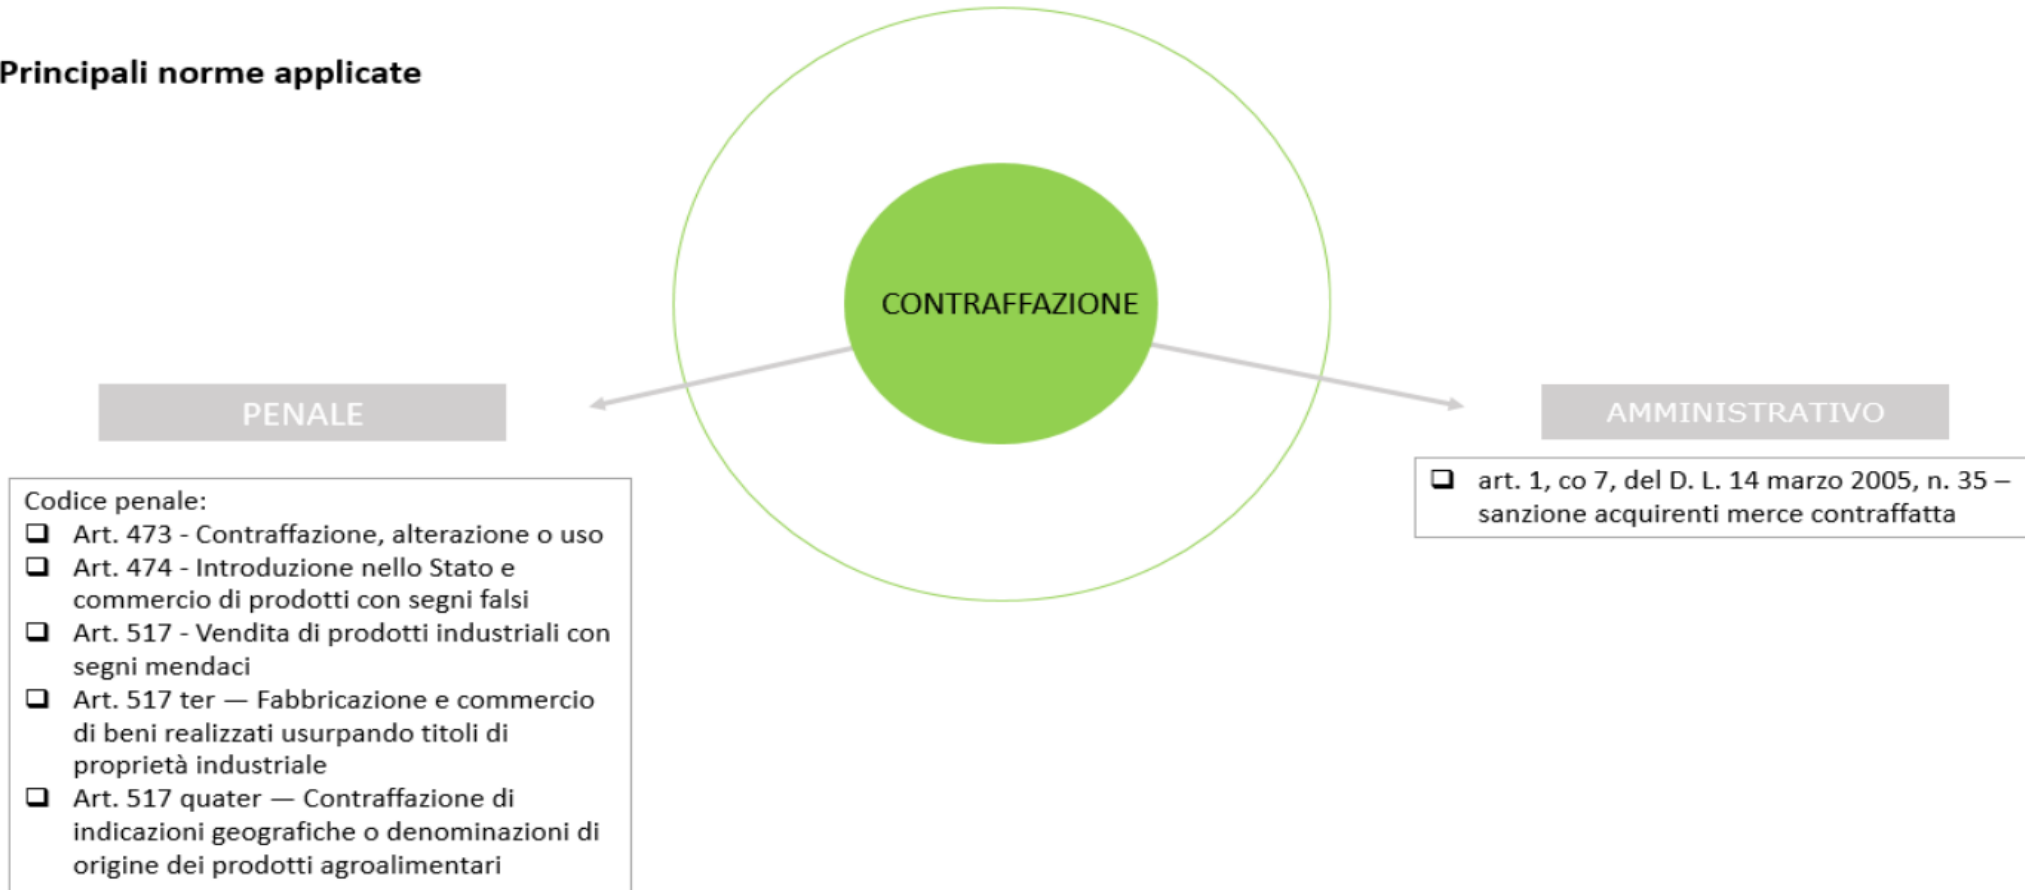 Principali norme applicate
CONTRAFFAZIONE
PENALE
Codice penale:
❑ Art. 473 - Contraffazione, alterazione o uso
❑ Art. 474 - Introduzione nello Stato e
commercio di prodotti con segni falsi
❑ Art. 517 - Vendita di prodotti industriali con
segni mendaci
❑ Art. 517 ter — Fabbricazione e commercio
di beni realizzati usurpando titoli di
proprietà industriale
❑ Art. 517 quater — Contraffazione di
indicazioni geografiche o denominazioni di
origine dei prodotti agroalimentari
AMMINISTRATIVO
❑ art. 1, co 7, del D. L. 14 marzo 2005, n. 35 –
sanzione acquirenti merce contraffatta